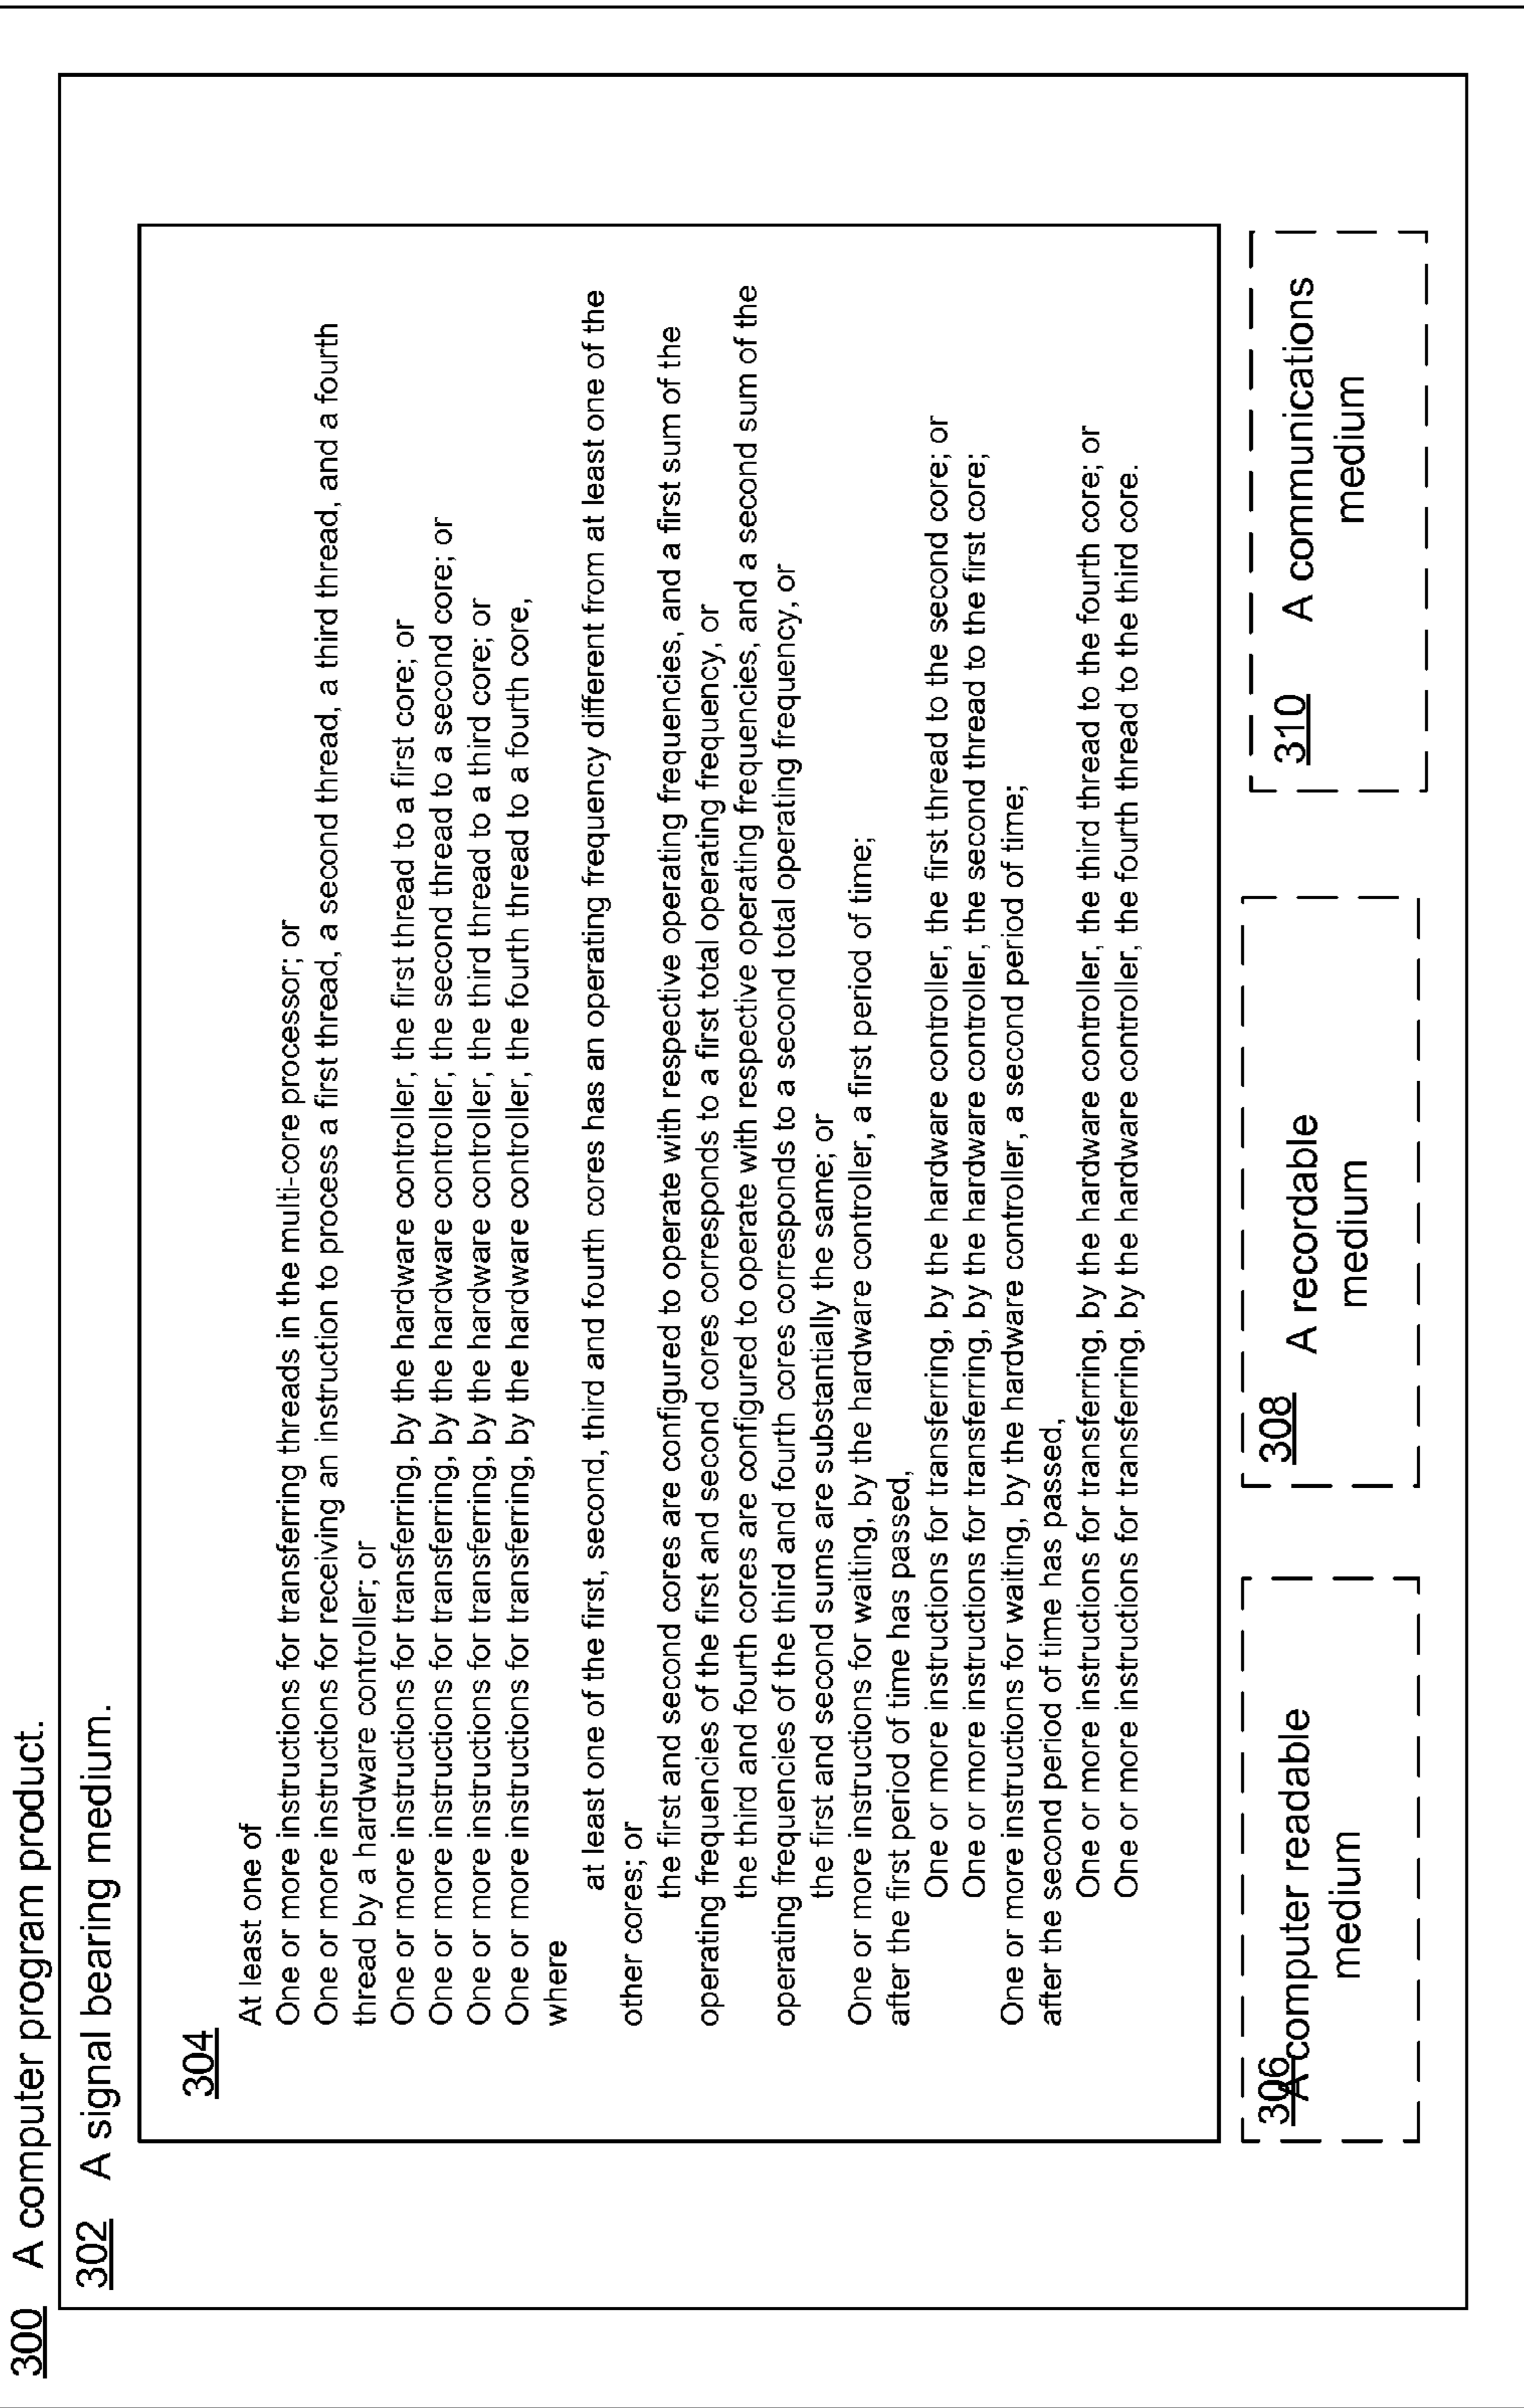 300 A computer program product.
302 A signal bearing medium.
304
At least one of
One or more instructions for transferring threads in the multi-core processor; or
One or more instructions for receiving an instruction to process a first thread, a second thread, a third thread, and a fourth
thread by a hardware controller; or
One or more instructions for transferring, by the hardware controller, the first thread to a first core; or
One or more instructions for transferring, by the hardware controller, the second thread to a second core; or
One or more instructions for transferring, by the hardware controller, the third thread to a third core; or
One or more instructions for transferring, by the hardware controller, the fourth thread to a fourth core,
where
at least one of the first, second, third and fourth cores has an operating frequency different from at least one of the
other cores; or
the first and second cores are configured to operate with respective operating frequencies, and a first sum of the
operating frequencies of the first and second cores corresponds to a first total operating frequency, or
the third and fourth cores are configured to operate with respective operating frequencies, and a second sum of the
operating frequencies of the third and fourth cores corresponds to a second total operating frequency, or
the first and second sums are substantially the same; or
One or more instructions for waiting, by the hardware controller, a first period of time;
after the first period of time has passed,
One or more instructions for transferring, by the hardware controller, the first thread to the second core; or
One or more instructions for transferring, by the hardware controller, the second thread to the first core;
One or more instructions for waiting, by the hardware controller, a second period of time;
after the second period of time has passed,
One or more instructions for transferring, by the hardware controller, the third thread to the fourth core; or
One or more instructions for transferring, by the hardware controller, the fourth thread to the third core.
306
A computer readable
medium
308
A recordable
medium
310
A communications
medium